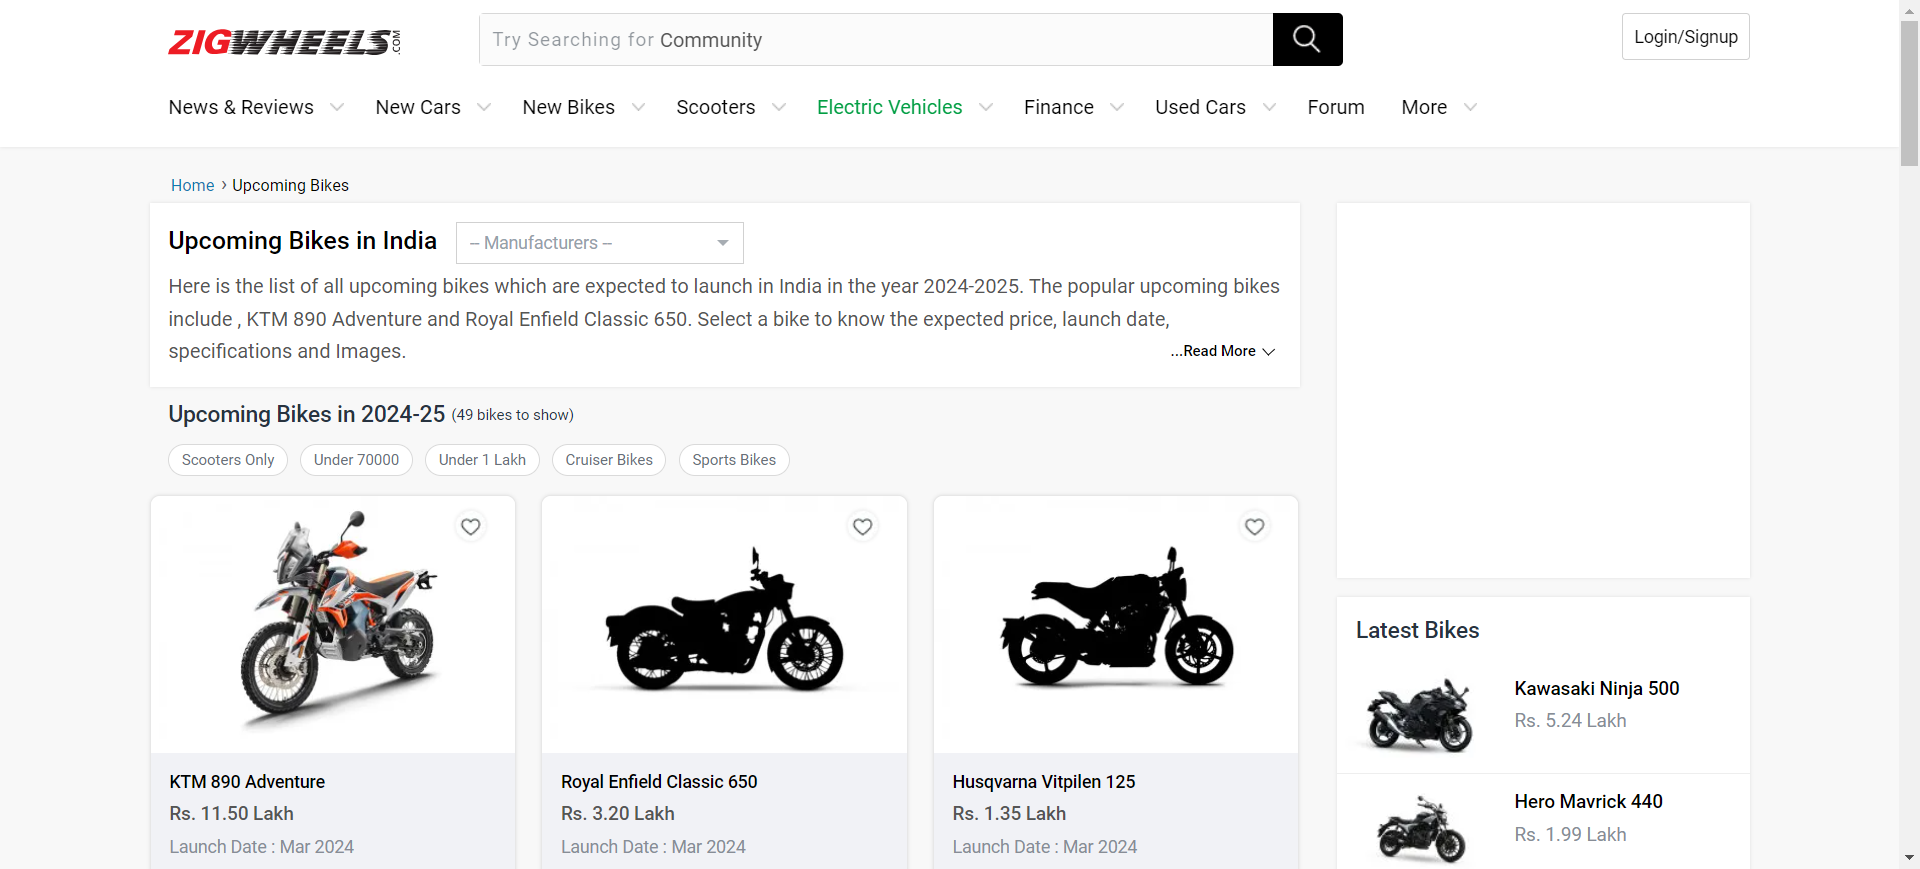 ZIGWHEELS.COM
Try Searching for Community
Login/Signup
News & Reviews
New Cars
New Bikes
Scooters
Electric Vehicles
Finance
Used Cars
Forum
More
Home › Upcoming Bikes
Upcoming Bikes in India
-- Manufacturers --
Here is the list of all upcoming bikes which are expected to launch in India in the year 2024-2025. The popular upcoming bikes
include , KTM 890 Adventure and Royal Enfield Classic 650. Select a bike to know the expected price, launch date,
specifications and Images.
...Read More
Upcoming Bikes in 2024-25 (49 bikes to show)
Scooters Only
Under 70000
Under 1 Lakh
Cruiser Bikes
Sports Bikes
KTM 890 Adventure
Rs. 11.50 Lakh
Launch Date : Mar 2024
Royal Enfield Classic 650
Rs. 3.20 Lakh
Launch Date : Mar 2024
Husqvarna Vitpilen 125
Rs. 1.35 Lakh
Launch Date : Mar 2024
Latest Bikes
Kawasaki Ninja 500
Rs. 5.24 Lakh
Hero Mavrick 440
Rs. 1.99 Lakh